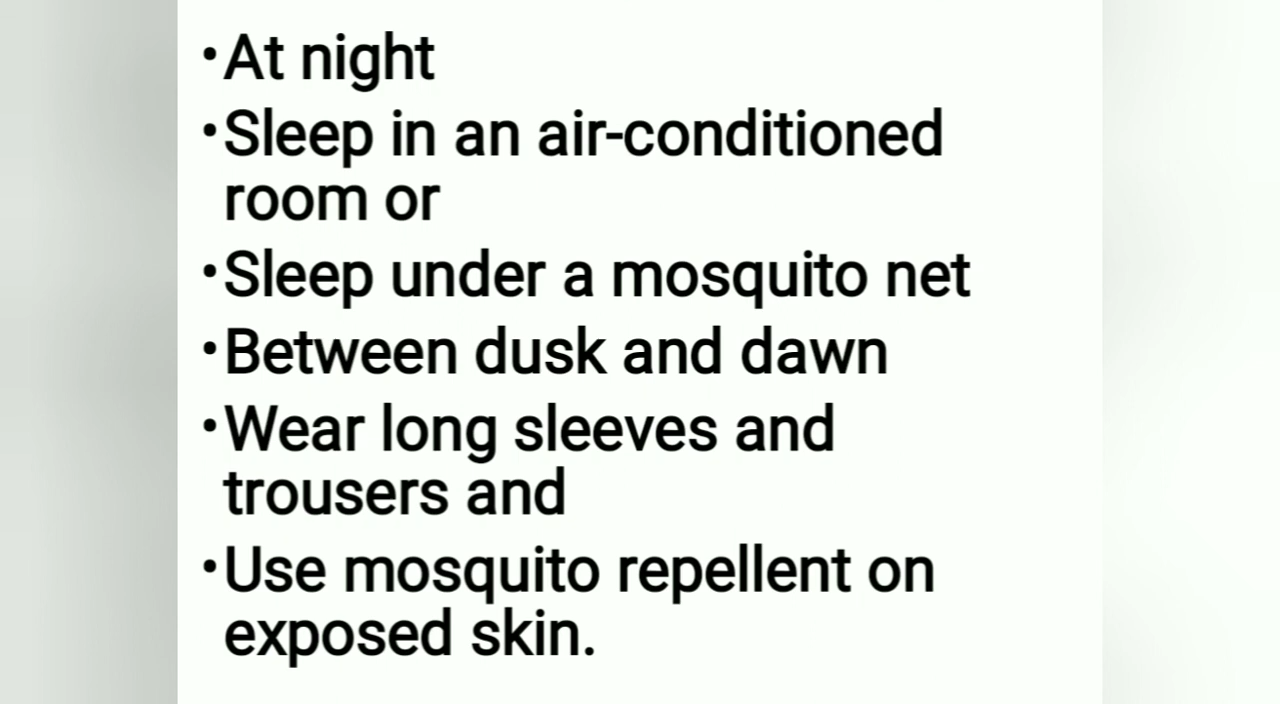 •At night
•Sleep in an air-conditioned
room or
•Sleep under a mosquito net
•Between dusk and dawn
•Wear long sleeves and
trousers and
•Use mosquito repellent on
exposed skin.